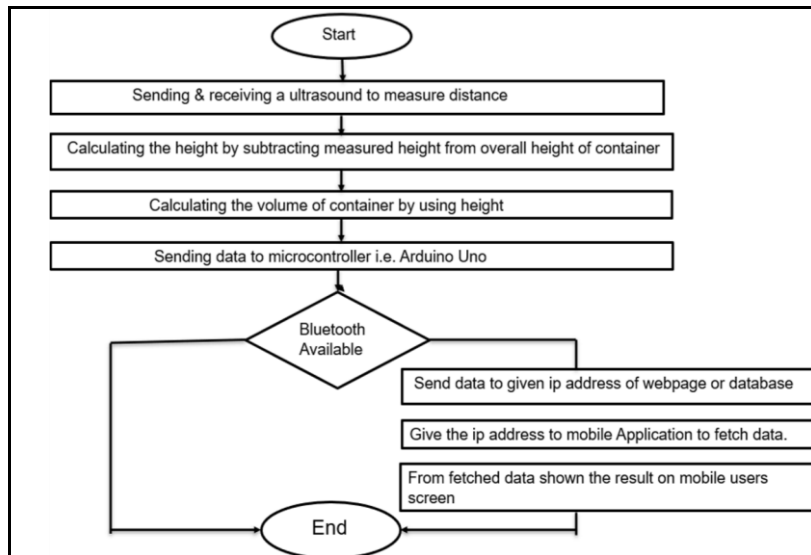 Start
Sending & receiving a ultrasound to measure distance
Calculating the height by subtracting measured height from overall height of container
Calculating the volume of container by using height
Sending data to microcontroller i.e. Arduino Uno
Bluetooth
Available
Send data to given ip address of webpage or database
Give the ip address to mobile Application to fetch data.
From fetched data shown the result on mobile users
screen
End